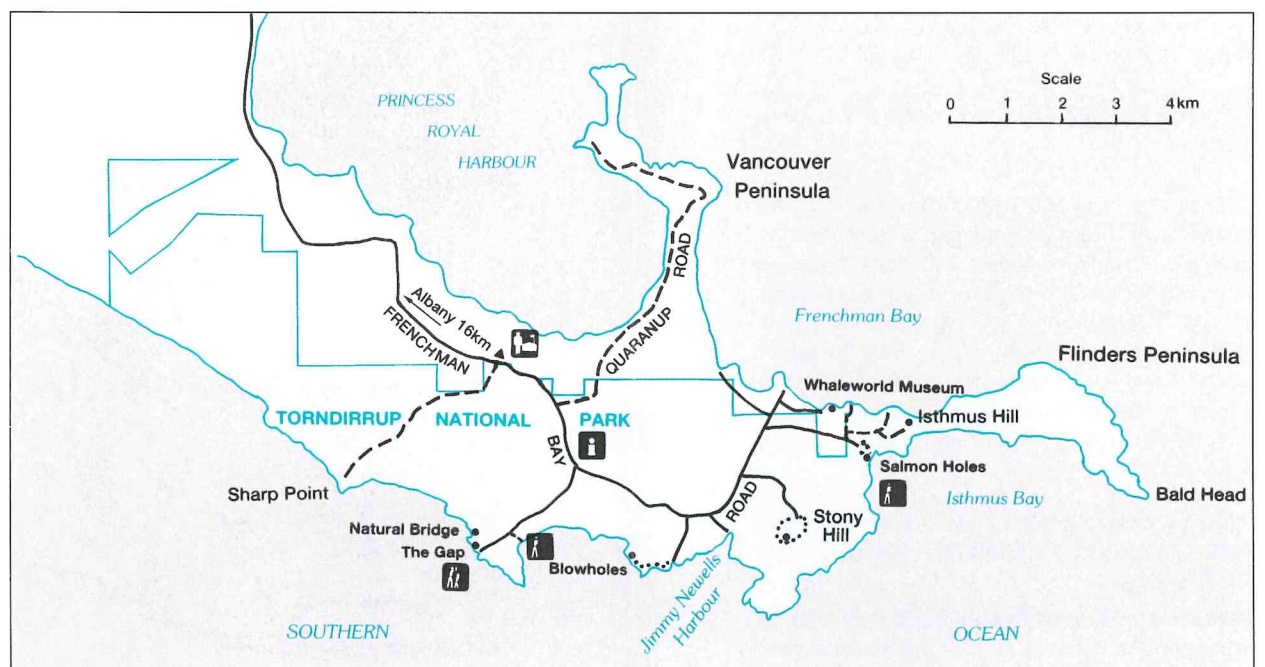 PRINCESS
ROYAL
HARBOUR
Scale
0 1 2 3 4 km
Vancouver
Peninsula
QUARANUP ROAD
Albany 16km
FRENCHMAN
BAY
ROAD
Frenchman Bay
Flinders Peninsula
Whaleworld Museum
Isthmus Hill
TORNDIRRUP NATIONAL PARK
Salmon Holes
Isthmus Bay
Bald Head
Sharp Point
Stony
Hill
Natural Bridge
The Gap
Blowholes
Jimmy Newells
Harbour
SOUTHERN
OCEAN